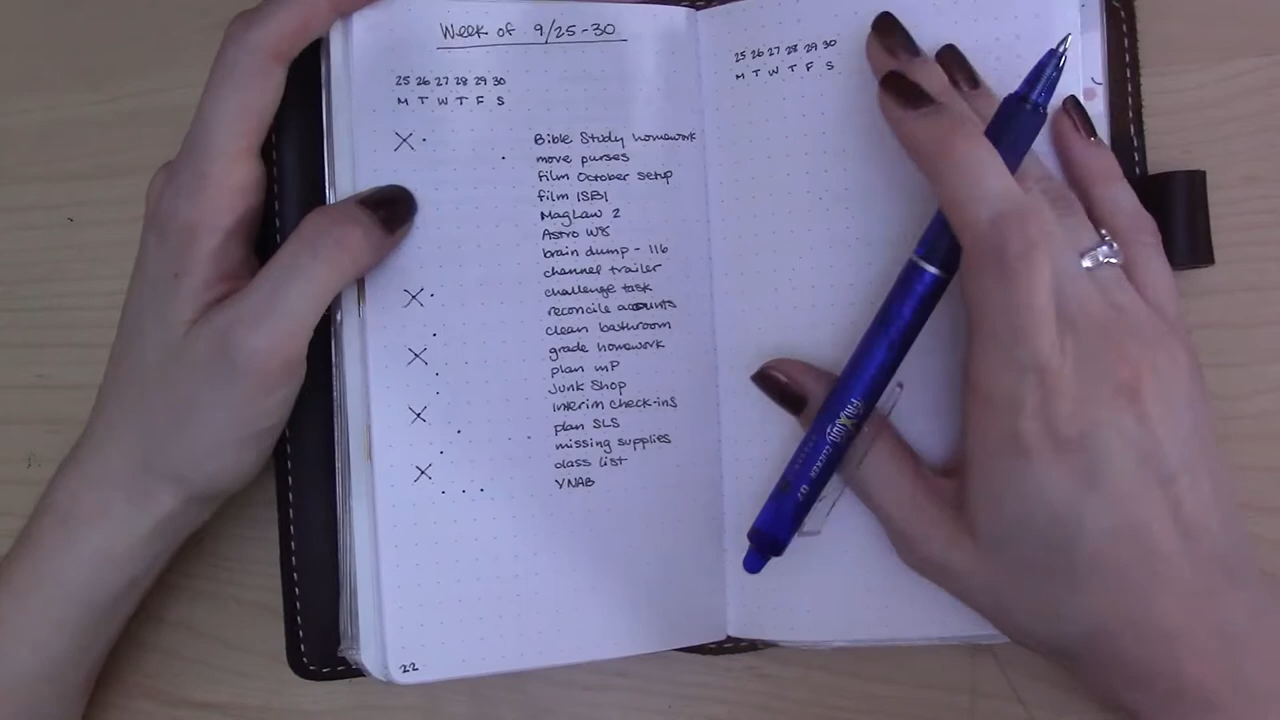 Week of 9/25-30
25 26 27 28 29 30
M T W T F S
Bible Study homework
move purses
film October setup
film ISBI
MagLaw 2
Astro W8
brain dump - 116
channel trailer
challenge task
reconcile accounts
clean bathroom
grade homework
plan MP
Junk Shop
interim check-ins
plan SLS
missing supplies
class list
YNAB
22
25 26 27 28 29 30
M T W T F S
FRIXION
CLICKER 07